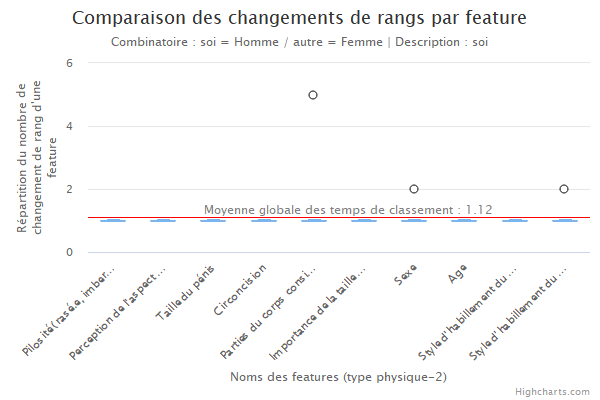 Comparaison des changements de rangs par feature
Combinatoire : soi = Homme / autre = Femme | Description : soi
Répartition du nombre de
changement de rang d'une
feature
6
4
2
0
Moyenne globale des temps de classement : 1.12
Pilosité(rasée, imber...
Perception de l'aspect...
Taille du pénis
Circoncision
Parties du corps consi...
Importance de la taille...
Sexe
Age
Style d'habillement du ...
Style d'habillement du ...
Noms des features (type physique-2)
Highcharts.com